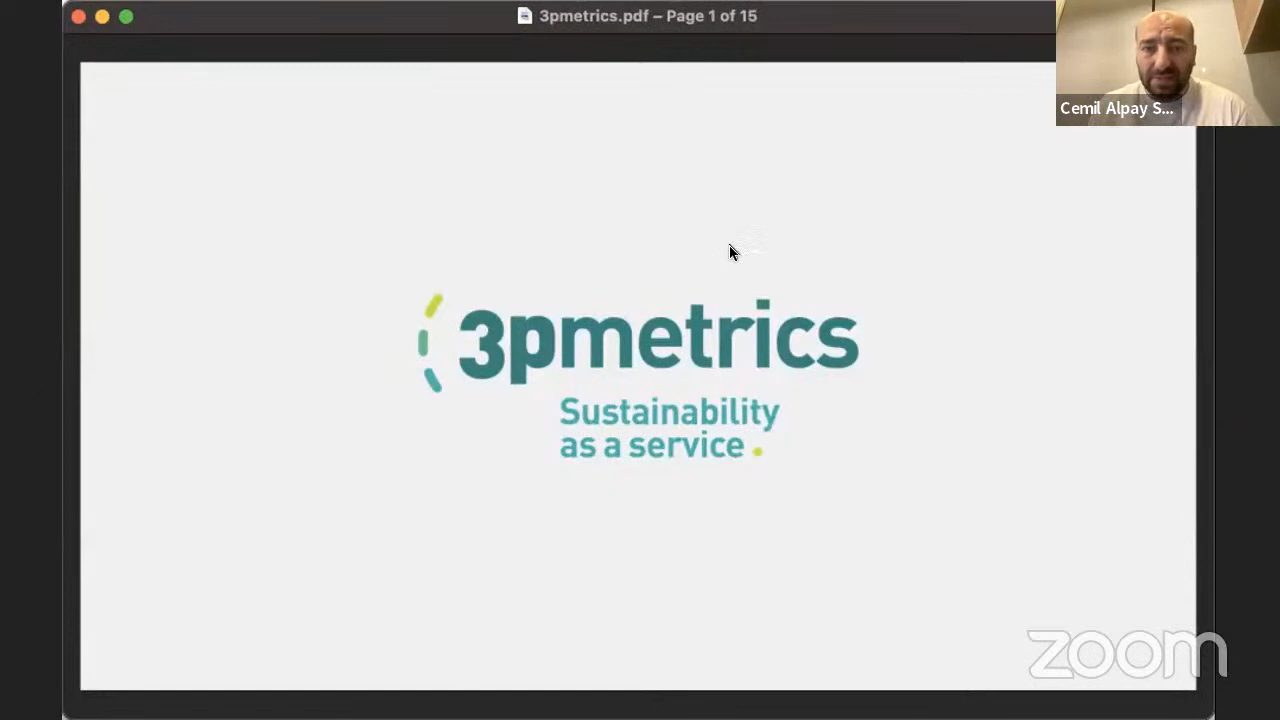 3pmetrics.pdf – Page 1 of 15
Cemil Alpay S...
3pmetrics
Sustainability
as a service
zoom